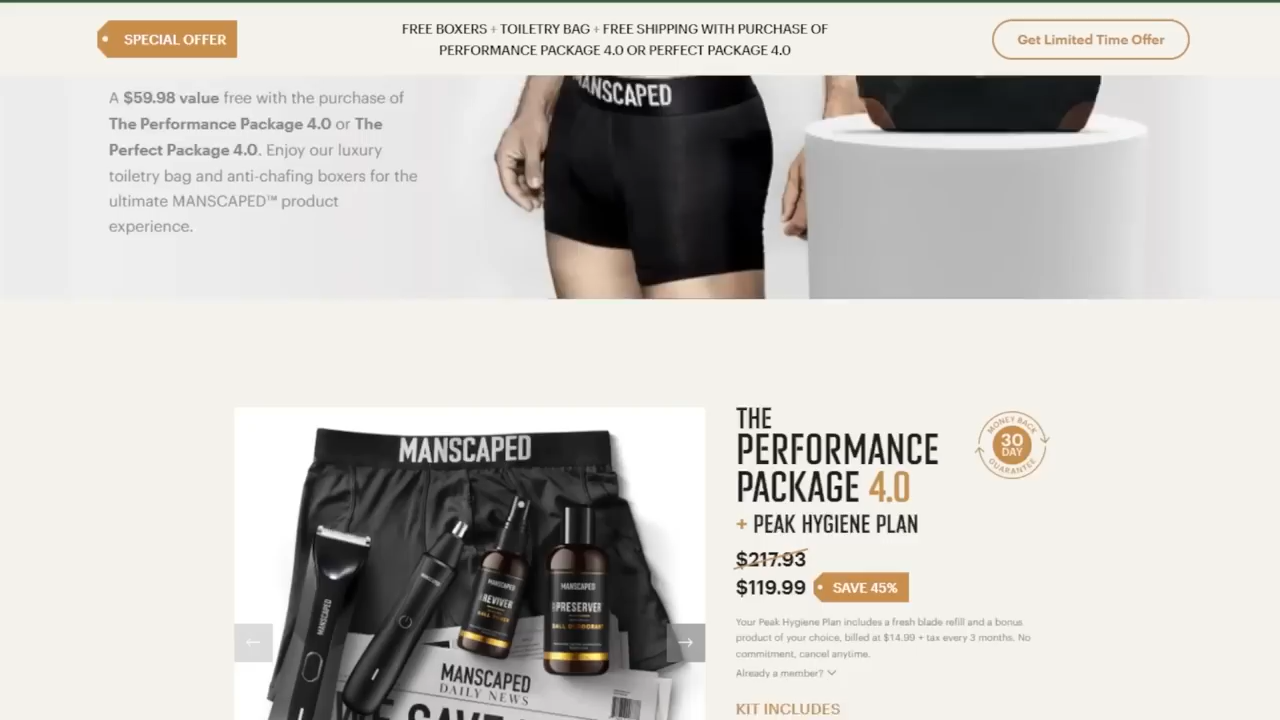 SPECIAL OFFER
FREE BOXERS + TOILETRY BAG + FREE SHIPPING WITH PURCHASE OF
PERFORMANCE PACKAGE 4.0 OR PERFECT PACKAGE 4.0
Get Limited Time Offer
A $59.98 value free with the purchase of
The Performance Package 4.0 or The
Perfect Package 4.0. Enjoy our luxury
toiletry bag and anti-chafing boxers for the
ultimate MANSCAPED™ product
experience.
MANSCAPED
MANSCAPED
MANSCAPED
MANSCAPED
REVIVER
MANSCAPED
PRESERVER
BALL DEODORANT
MANSCAPED
DAILY NEWS
WE SAVE
THE
PERFORMANCE
PACKAGE 4.0
+ PEAK HYGIENE PLAN
MONEY BACK
30
DAY
GUARANTEE
$217.93
$119.99
SAVE 45%
Your Peak Hygiene Plan includes a fresh blade refill and a bonus
product of your choice, billed at $14.99 + tax every 3 months. No
commitment, cancel anytime.
Already a member?
KIT INCLUDES